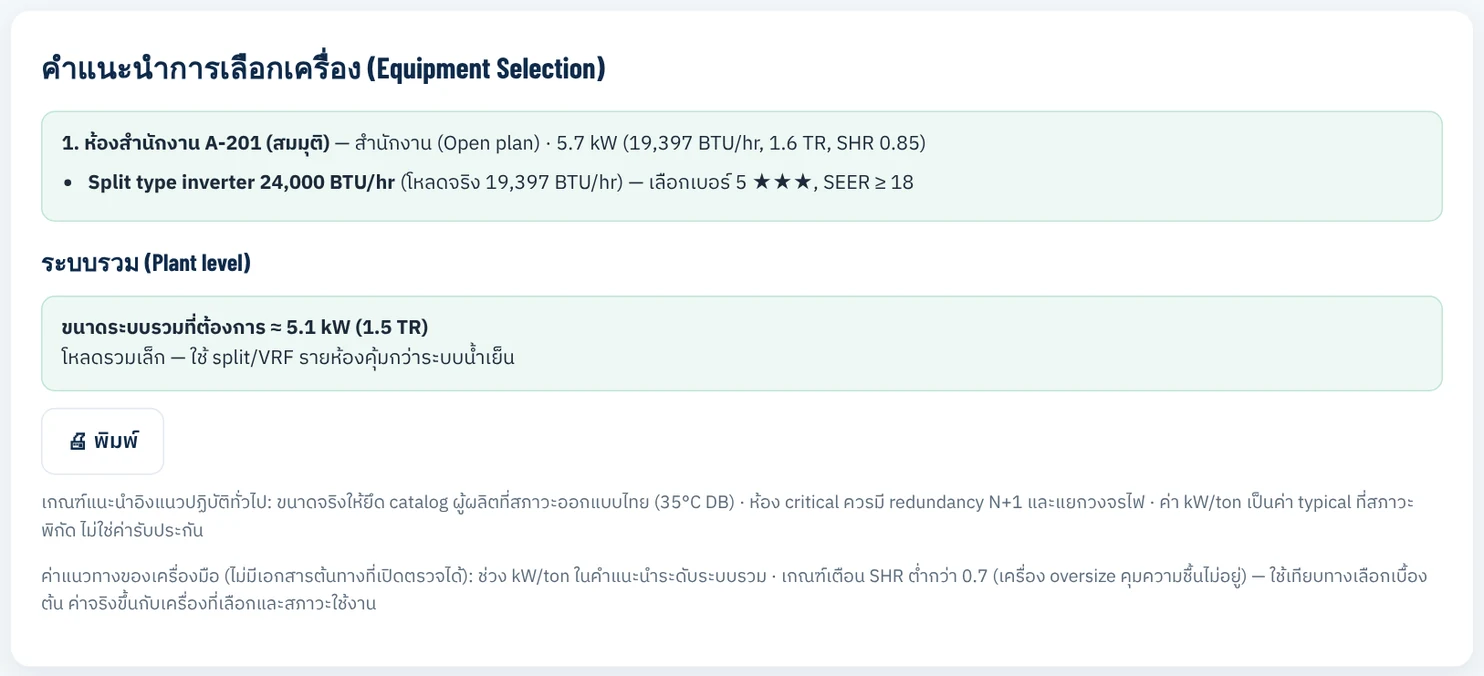 คำแนะนำการเลือกเครื่อง (Equipment Selection)
1. ห้องสำนักงาน A-201 (สมมุติ) — สำนักงาน (Open plan) · 5.7 kW (19,397 BTU/hr, 1.6 TR, SHR 0.85)
• Split type inverter 24,000 BTU/hr (โหลดจริง 19,397 BTU/hr) — เลือกเบอร์ 5 ★★★, SEER ≥ 18
ระบบรวม (Plant level)
ขนาดระบบรวมที่ต้องการ ≈ 5.1 kW (1.5 TR)
โหลดรวมเล็ก — ใช้ split/VRF รายห้องคุ้มกว่าระบบน้ำเย็น
🖨 พิมพ์
เกณฑ์แนะนำอิงแนวปฏิบัติทั่วไป: ขนาดจริงให้ยึด catalog ผู้ผลิตที่สภาวะออกแบบไทย (35°C DB) · ห้อง critical ควรมี redundancy N+1 และแยกวงจรไฟ · ค่า kW/ton เป็นค่า typical ที่สภาวะ
พิกัด ไม่ใช่ค่ารับประกัน
ค่าแนวทางของเครื่องมือ (ไม่มีเอกสารต้นทางที่เปิดตรวจได้): ช่วง kW/ton ในคำแนะนำระดับระบบรวม · เกณฑ์เตือน SHR ต่ำกว่า 0.7 (เครื่อง oversize คุมความชื้นไม่อยู่) — ใช้เทียบทางเลือกเบื้อง
ต้น ค่าจริงขึ้นกับเครื่องที่เลือกและสภาวะใช้งาน